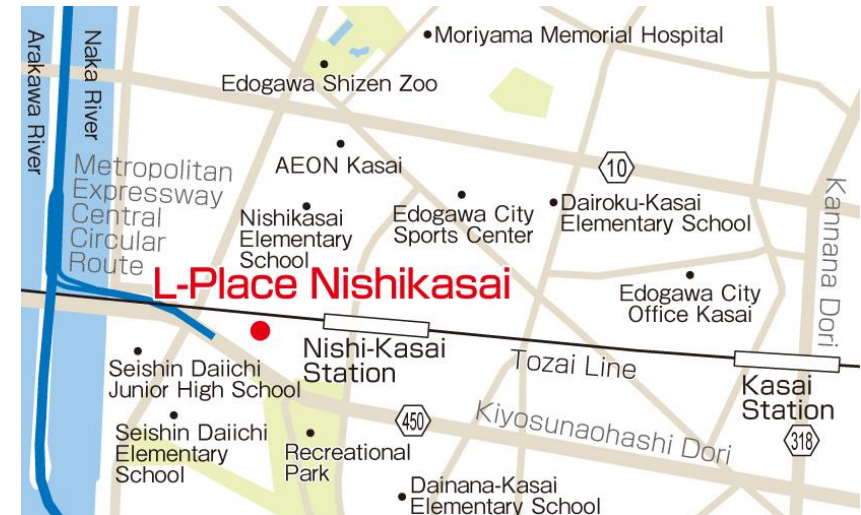 Moriyama Memorial Hospital
Arakawa River
Naka River
Edogawa Shizen Zoo
Metropolitan
Expressway
Central
Circular
Route
AEON Kasai
10
Kannana Dori
Nishikasai
Elementary
School
Edogawa City
Sports Center
Dairoku-Kasai
Elementary School
L-Place Nishikasai
Edogawa City
Office Kasai
Nishi-Kasai
Station
Tozai Line
Kasai
Station
Seishin Daiichi
Junior High School
450
Kiyosunaohashi Dori
318
Seishin Daiichi
Elementary
School
Recreational
Park
Dainana-Kasai
Elementary School